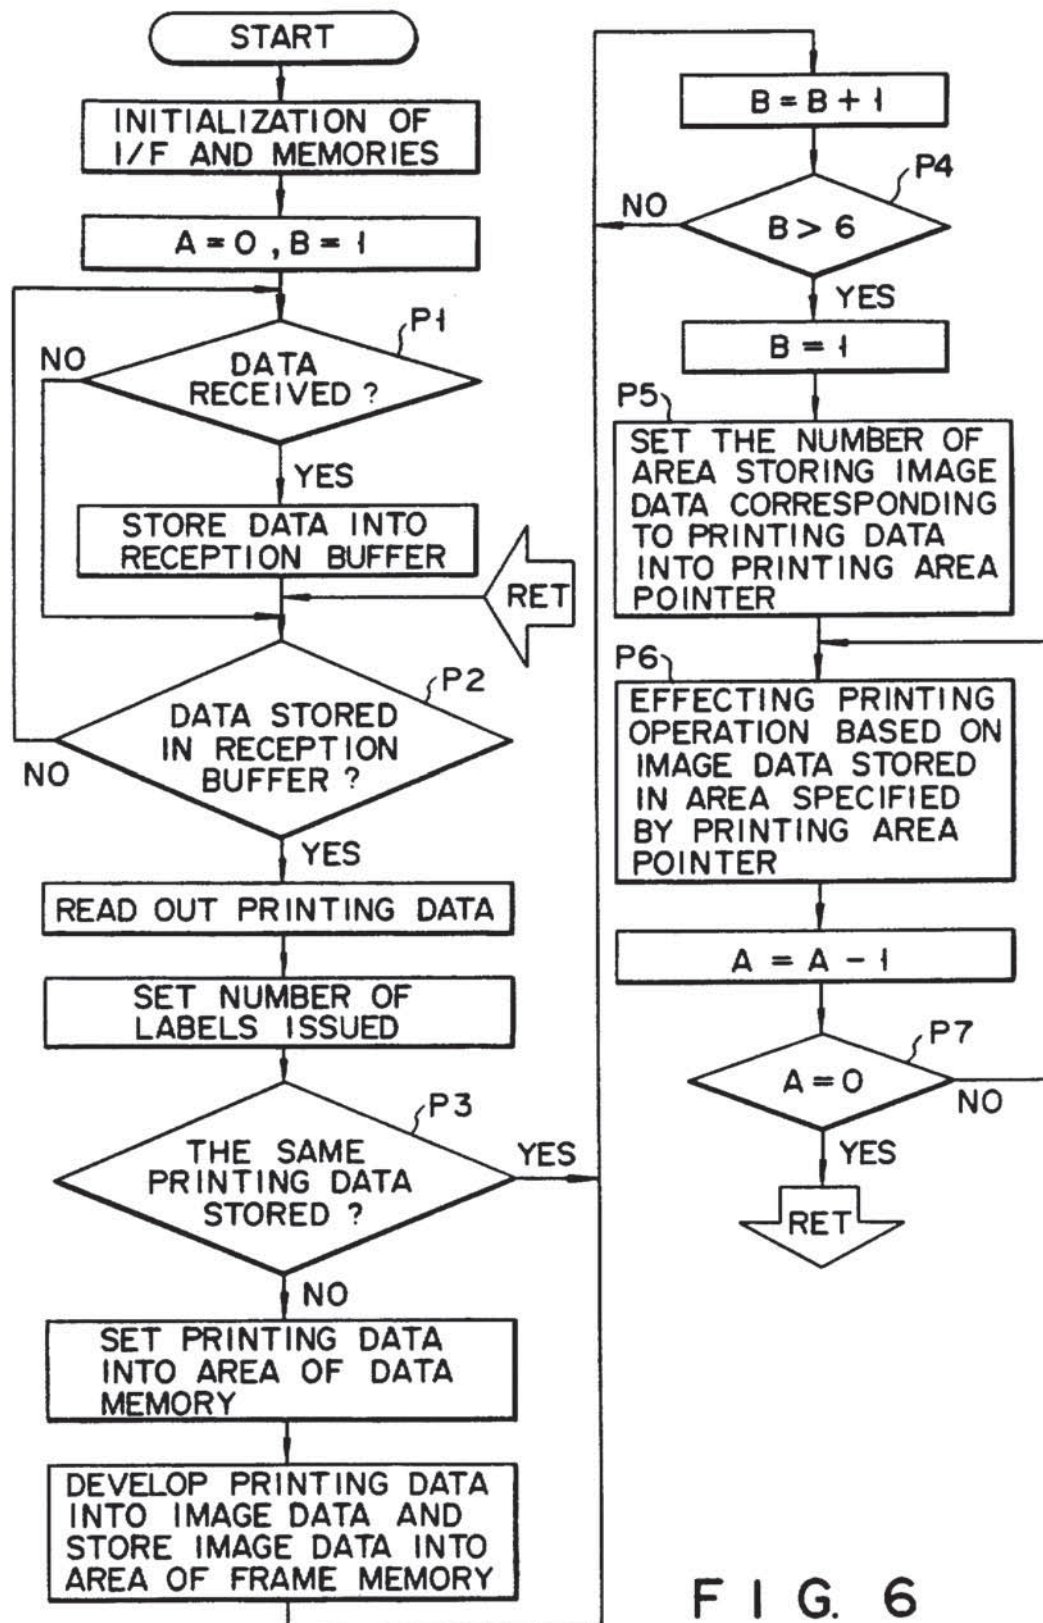 START
INITIALIZATION OF
I/F AND MEMORIES
A = 0 , B = 1
P1
NO
DATA
RECEIVED ?
YES
STORE DATA INTO
RECEPTION BUFFER
RET
P2
DATA STORED
IN RECEPTION
BUFFER ?
NO
YES
READ OUT PRINTING DATA
SET NUMBER OF
LABELS ISSUED
P3
THE SAME
PRINTING DATA
STORED ?
YES
NO
SET PRINTING DATA
INTO AREA OF DATA
MEMORY
DEVELOP PRINTING DATA
INTO IMAGE DATA AND
STORE IMAGE DATA INTO
AREA OF FRAME MEMORY
B = B + 1
P4
NO
B > 6
YES
B = 1
P5
SET THE NUMBER OF
AREA STORING IMAGE
DATA CORRESPONDING
TO PRINTING DATA
INTO PRINTING AREA
POINTER
P6
EFFECTING PRINTING
OPERATION BASED ON
IMAGE DATA STORED
IN AREA SPECIFIED
BY PRINTING AREA
POINTER
A = A - 1
P7
A = 0
NO
YES
RET
FIG. 6